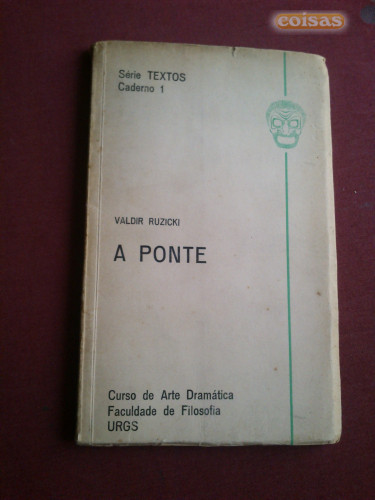 coisas
Série TEXTOS
Caderno 1
VALDIR RUZICKI
A PONTE
Curso de Arte Dramática
Faculdade de Filosofia
URGS